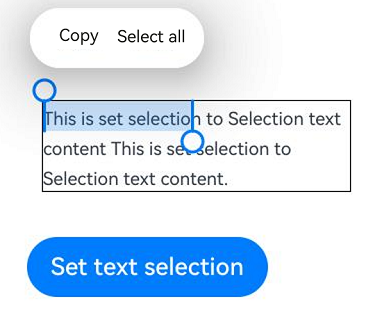 Copy Select all
This is set selection to Selection text
content This is set selection to
Selection text content.
Set text selection